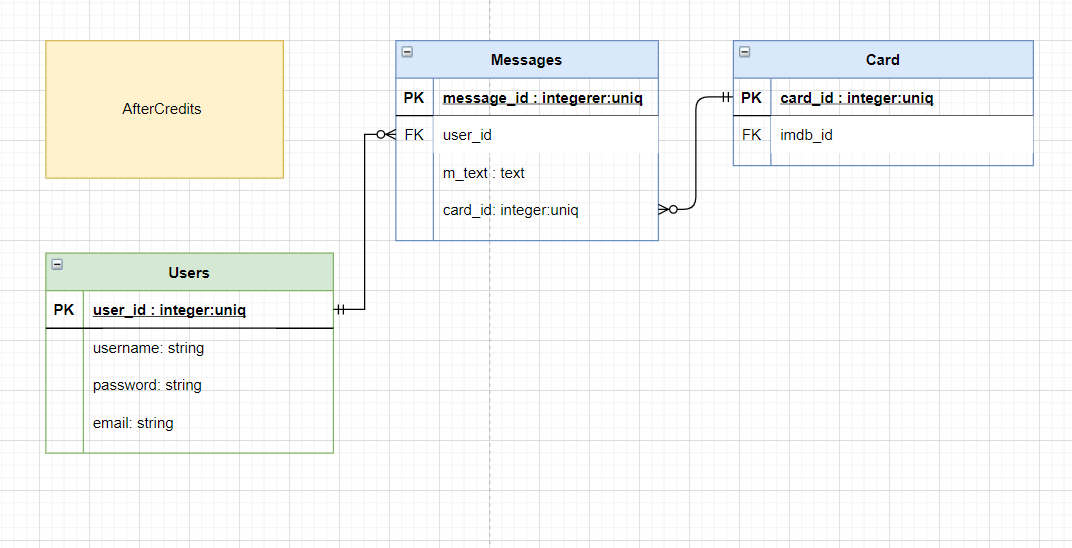 AfterCredits
Messages
PK message_id : integerer:uniq
FK user_id
m_text : text
card_id: integer:uniq
Card
PK card_id : integer:uniq
FK imdb_id
Users
PK user_id : integer:uniq
username: string
password: string
email: string